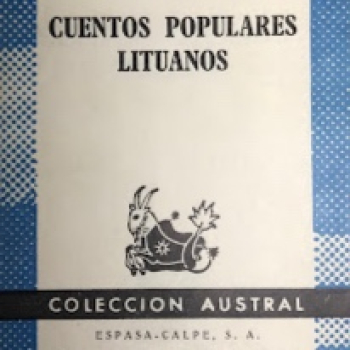 CUENTOS POPULARES
LITUANOS
COLECCION AUSTRAL
ESPASA-CALPE, S. A.